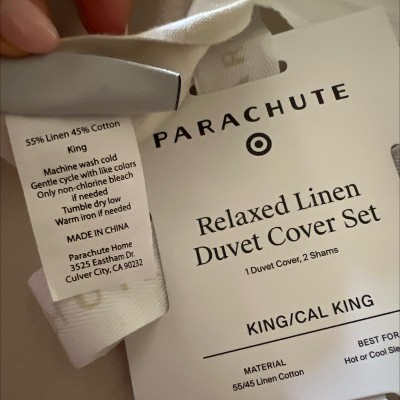 55% Linen 45% Cotton
King
Machine wash cold
Gentle cycle with like colors
Only non-chlorine bleach
if needed
Tumble dry low
Warm iron if needed
MADE IN CHINA
Parachute Home
3525 Eastham Dr.
Culver City, CA 90232
PARACHUTE
Relaxed Linen
Duvet Cover Set
1 Duvet Cover, 2 Shams
KING/CAL KING
MATERIAL
55/45 Linen Cotton
BEST FOR
Hot or Cool